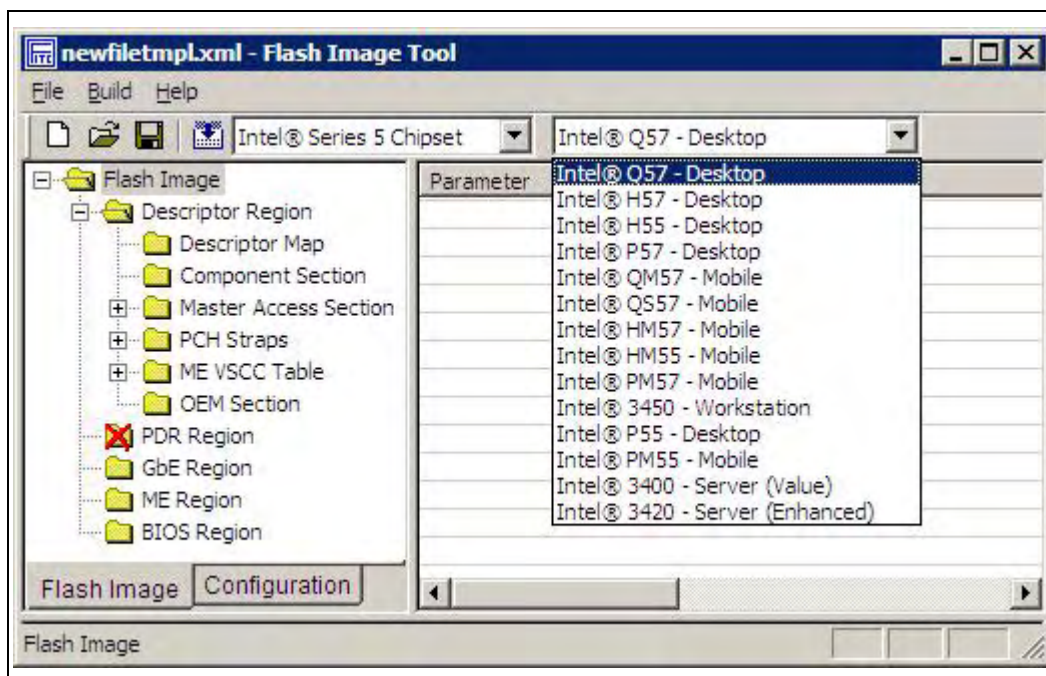 newfiletmpl.xml - Flash Image Tool
File Build Help
Intel® Series 5 Chipset
Intel® Q57 - Desktop
Flash Image
Descriptor Region
Descriptor Map
Component Section
Master Access Section
PCH Straps
ME VSCC Table
OEM Section
PDR Region
GbE Region
ME Region
BIOS Region
Parameter
Intel® Q57 - Desktop
Intel® H57 - Desktop
Intel® H55 - Desktop
Intel® P57 - Desktop
Intel® QM57 - Mobile
Intel® QS57 - Mobile
Intel® HM57 - Mobile
Intel® HM55 - Mobile
Intel® PM57 - Mobile
Intel® 3450 - Workstation
Intel® P55 - Desktop
Intel® PM55 - Mobile
Intel® 3400 - Server (Value)
Intel® 3420 - Server (Enhanced)
Flash Image
Configuration
Flash Image